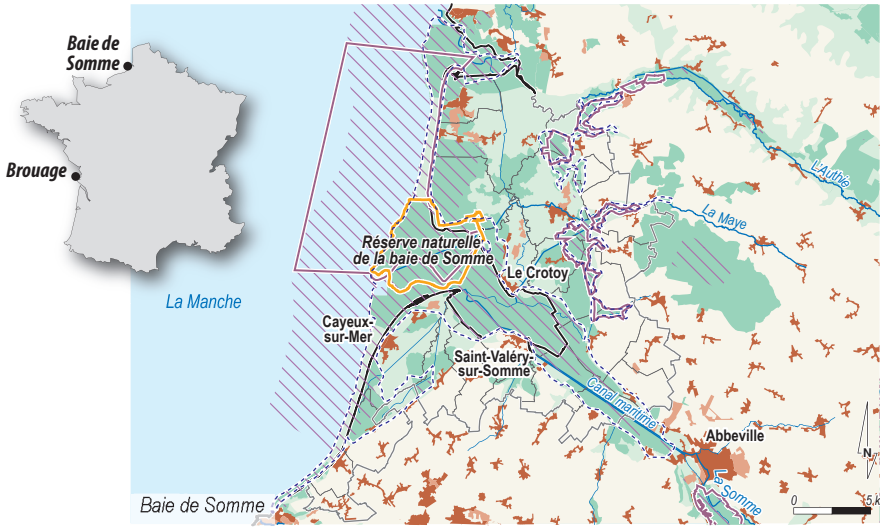 Baie de
Somme
Brouage
La Manche
L'Authie
La Maye
Réserve naturelle
de la baie de Somme
Le Crotoy
Cayeux-
sur-Mer
Saint-Valéry-
sur-Somme
Canal maritime
Abbeville
La Somme
N
Baie de Somme
0 5 k